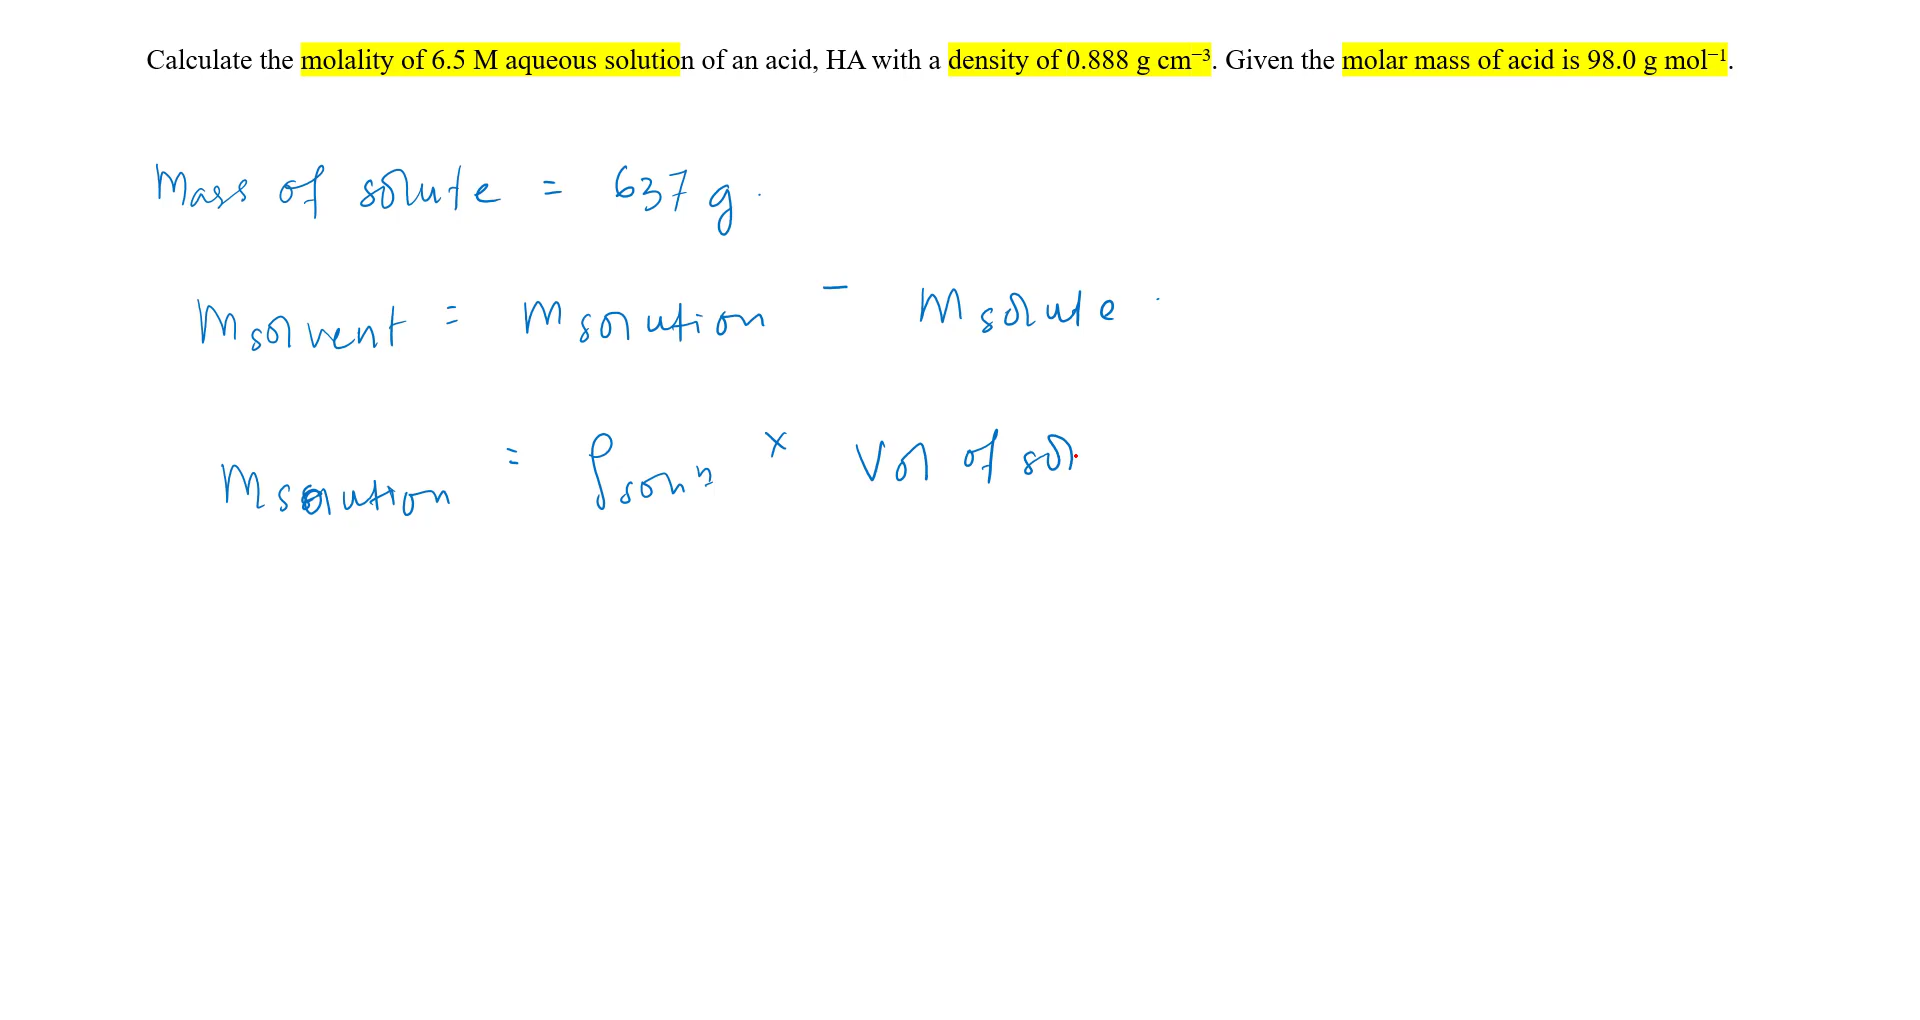 Calculate the molality of 6.5 M aqueous solution of an acid, HA with a density of 0.888 g cm⁻³. Given the molar mass of acid is 98.0 g mol⁻¹.
Mass of solute = 637 g.
M solvent = M solution - M solute.
M solution = ρ soln × Vol of sol